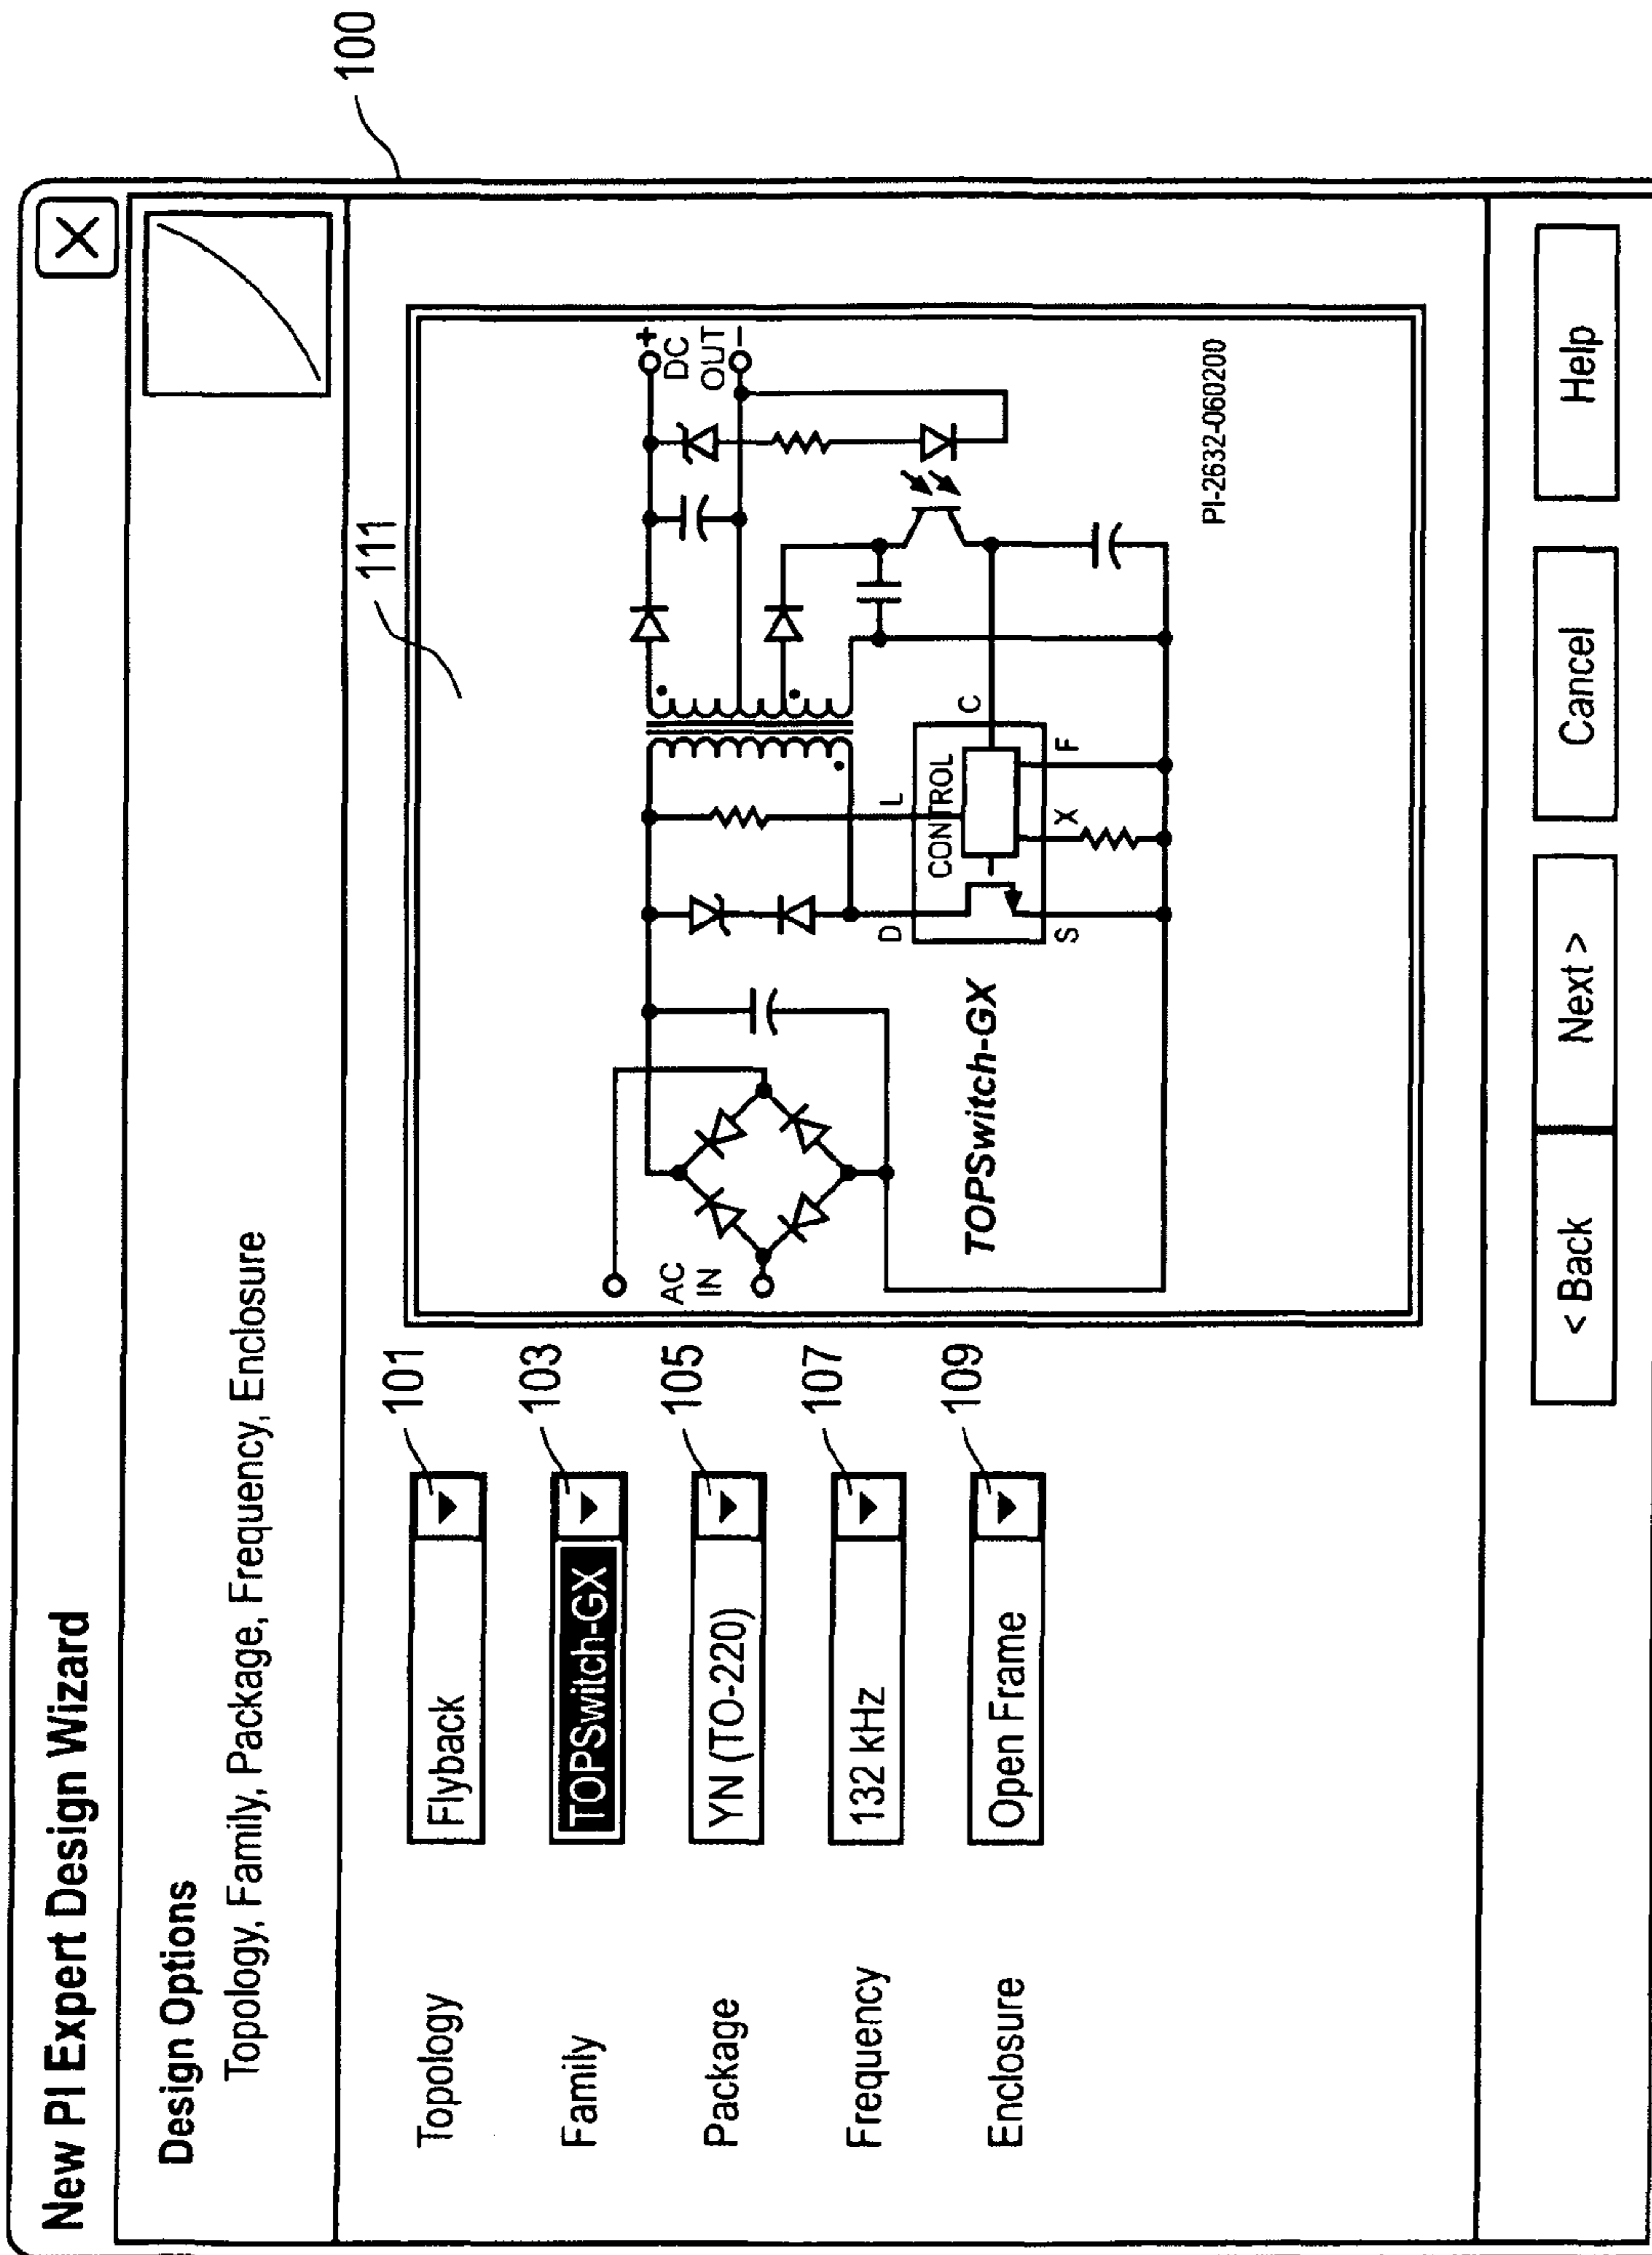 New PI Expert Design Wizard
X
Design Options
Topology, Family, Package, Frequency, Enclosure
100
Topology
Flyback
101
Family
TOPSwitch-GX
103
Package
YN (TO-220)
105
Frequency
132 kHz
107
Enclosure
Open Frame
109
111
AC
IN
+
DC
OUT
-
D
L
CONTROL
C
S
X
F
TOPSwitch-GX
PI-2632-060200
< Back
Next >
Cancel
Help